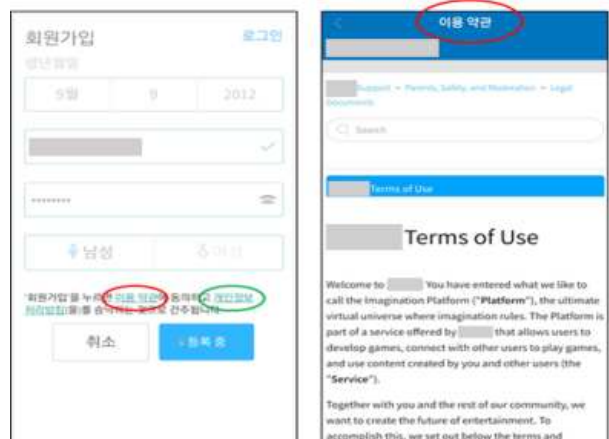 회원가입 로그인
생년월일
5월 9 2012
********
남성 여성
'회원가입'을 누르면 이용 약관에 동의하고 개인정보
처리방침(을)를 승인하는 것으로 간주됩니다
취소 등록 중
이용 약관
Support Parents, Safety, and Moderation Legal
Documents
Search
Terms of Use
Terms of Use
Welcome to You have entered what we like to
call the Imagination Platform ("Platform"), the ultimate
virtual universe where imagination rules. The Platform is
part of a service offered by that allows users to
develop games, connect with other users to play games,
and use content created by you and other users (the
"Service").
Together with you and the rest of our community, we
want to create the future of entertainment. To
accomplish this, we set out below the terms and